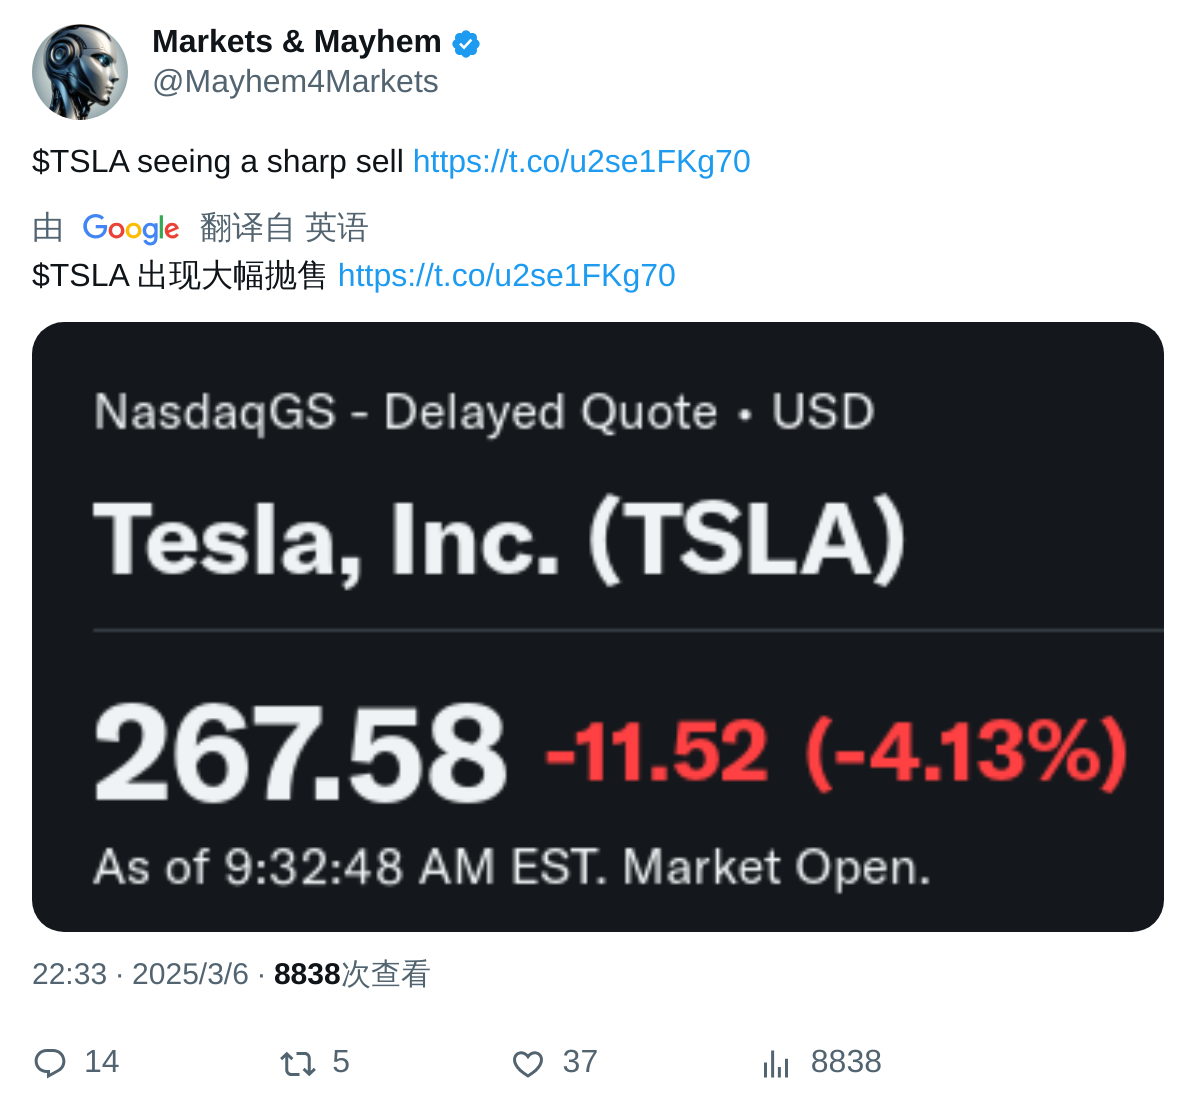 Markets & Mayhem
@Mayhem4Markets
$TSLA seeing a sharp sell https://t.co/u2se1FKg70
由 Google 翻译自 英语
$TSLA 出现大幅抛售 https://t.co/u2se1FKg70
NasdaqGS - Delayed Quote • USD
Tesla, Inc. (TSLA)
267.58 -11.52 (-4.13%)
As of 9:32:48 AM EST. Market Open.
22:33 · 2025/3/6 · 8838次查看
14 5 37 8838